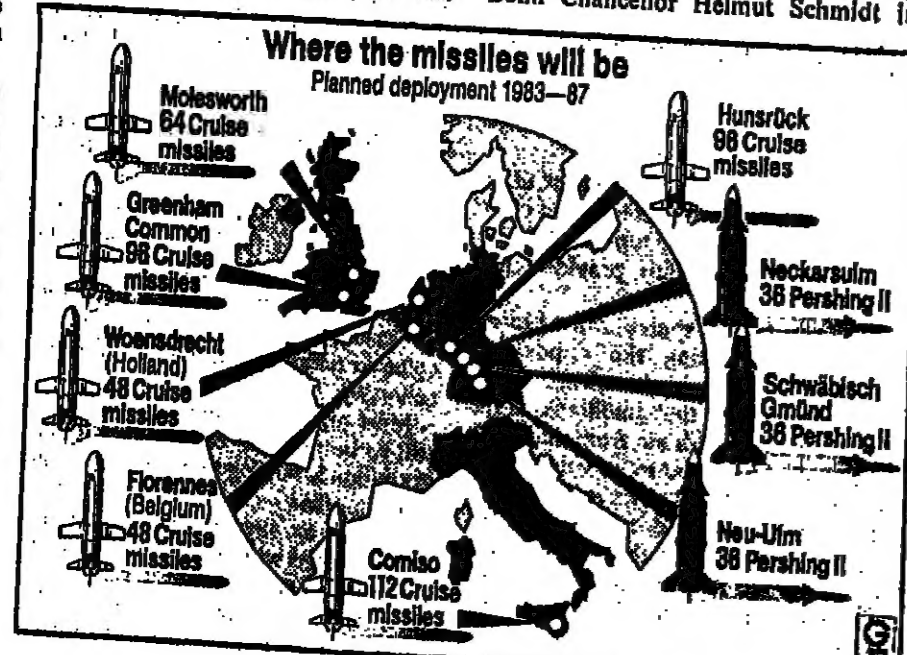 Bonn Chancellor Helmut Schmidt
Where the missiles will be
Planned deployment 1983—87
Molesworth
64 Cruise
missiles
Greenham
Common
96 Cruise
missiles
Woensdrecht
(Holland)
48 Cruise
missiles
Florennes
(Belgium)
48 Cruise
missiles
Comiso
112 Cruise
missiles
Hunsrück
96 Cruise
missiles
Neckarsulm
36 Pershing II
Schwäbisch
Gmünd
36 Pershing II
Neu-Ulm
36 Pershing II